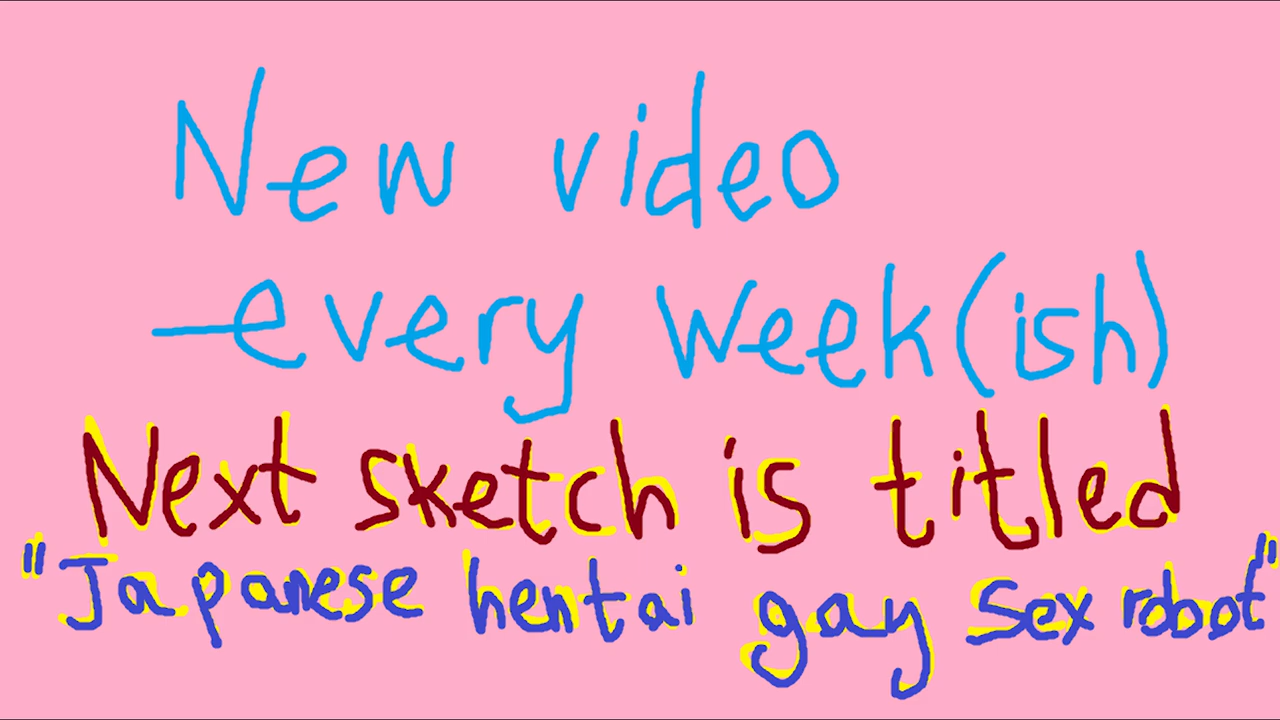 New video
every week(ish)
Next sketch is titled
"Japanese hentai gay sex robot"